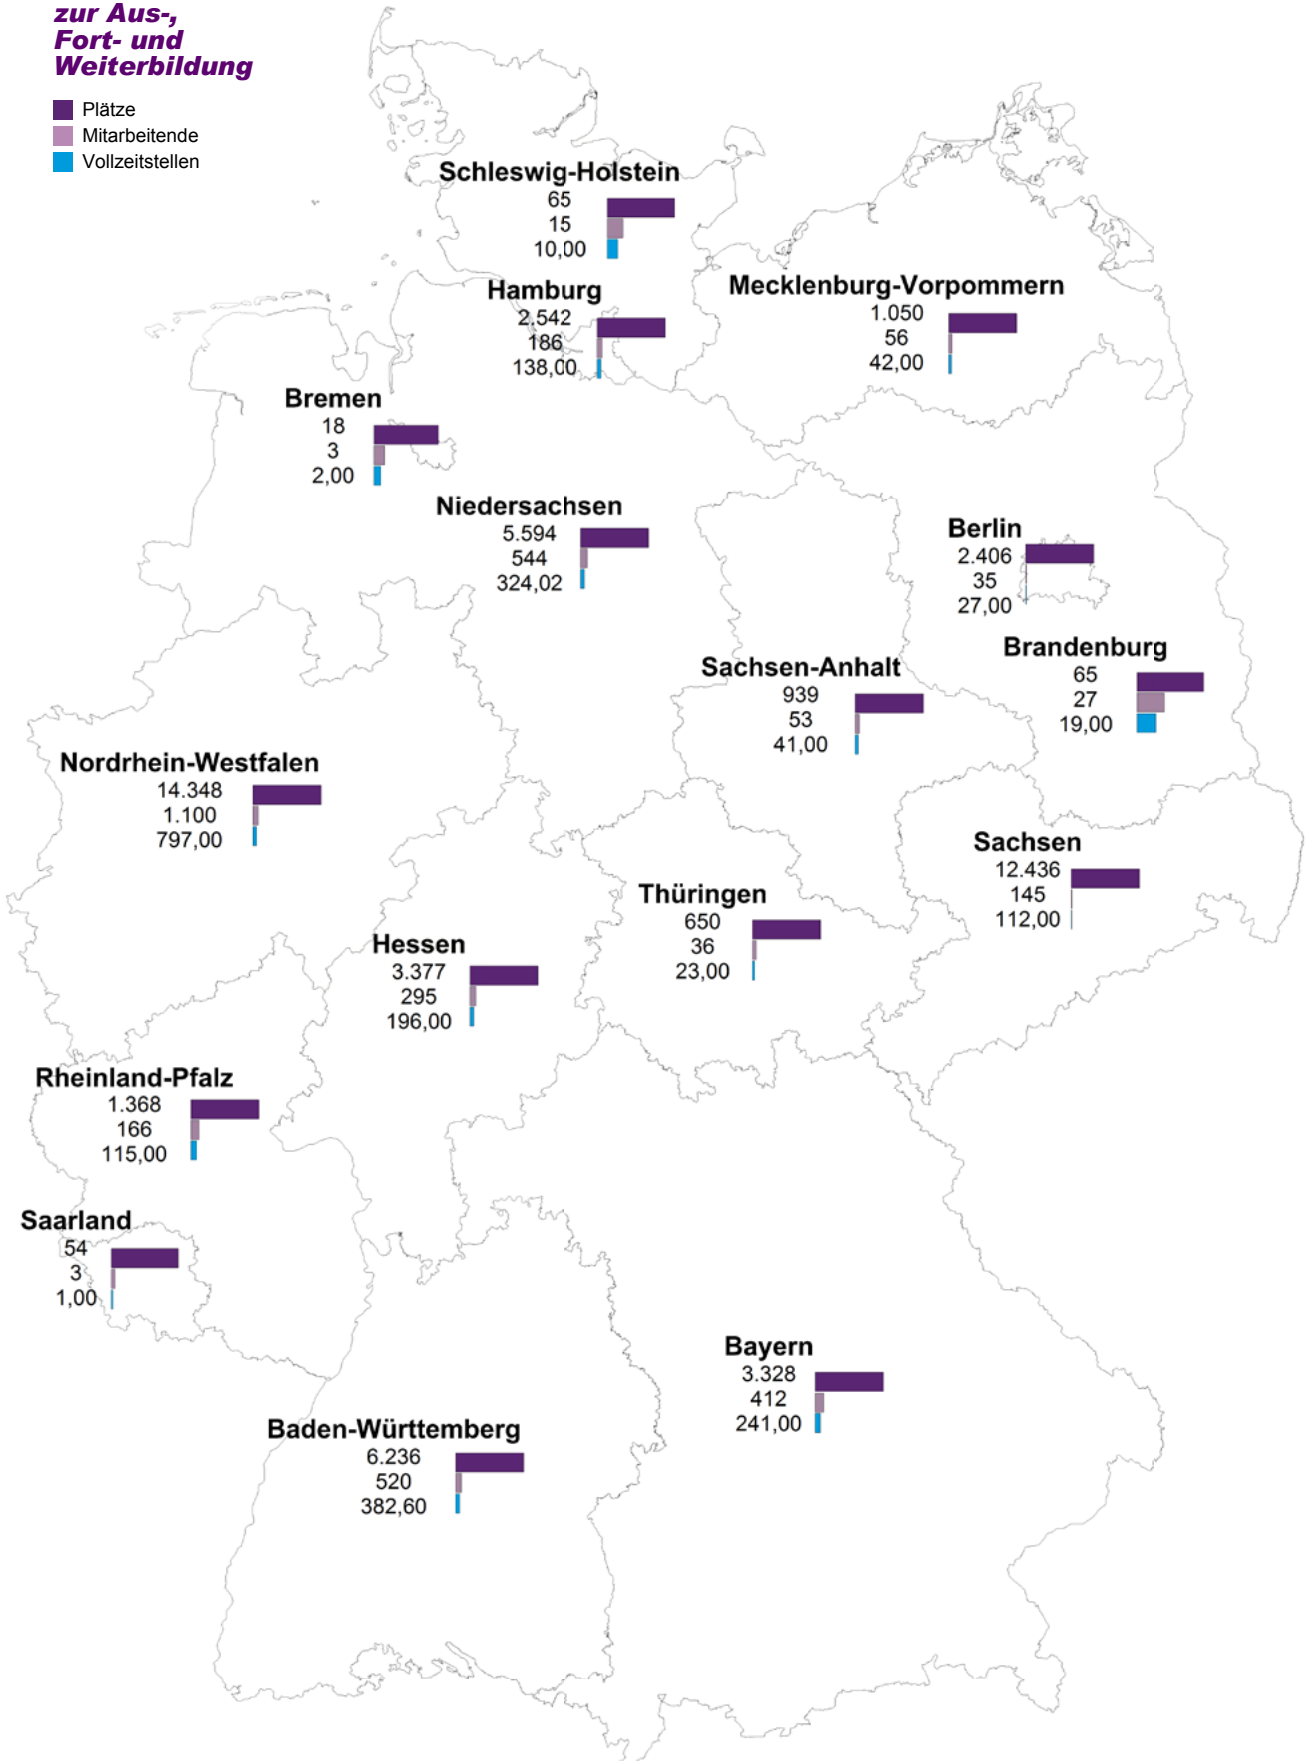 zur Aus-,
Fort- und
Weiterbildung
Plätze
Mitarbeitende
Vollzeitstellen
Schleswig-Holstein
65
15
10,00
Hamburg
2.542
186
138,00
Mecklenburg-Vorpommern
1.050
56
42,00
Bremen
18
3
2,00
Niedersachsen
5.594
544
324,02
Berlin
2.406
35
27,00
Brandenburg
65
27
19,00
Sachsen-Anhalt
939
53
41,00
Nordrhein-Westfalen
14.348
1.100
797,00
Sachsen
12.436
145
112,00
Thüringen
650
36
23,00
Hessen
3.377
295
196,00
Rheinland-Pfalz
1.368
166
115,00
Saarland
54
3
1,00
Bayern
3.328
412
241,00
Baden-Württemberg
6.236
520
382,60